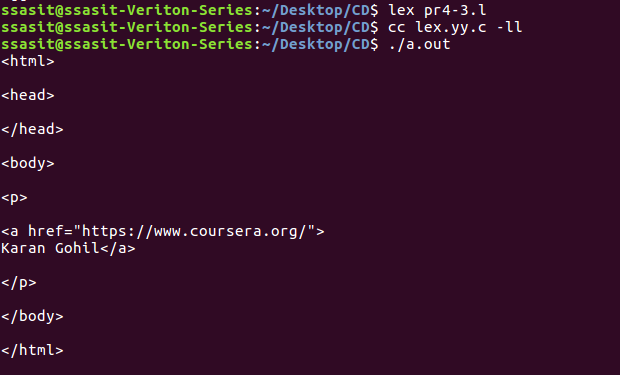 ssasit@ssasit-Veriton-Series:~/Desktop/CD$ lex pr4-3.l
ssasit@ssasit-Veriton-Series:~/Desktop/CD$ cc lex.yy.c -ll
ssasit@ssasit-Veriton-Series:~/Desktop/CD$ ./a.out
<html>
<head>
</head>
<body>
<p>
<a href="https://www.coursera.org/">
Karan Gohil</a>
</p>
</body>
</html>